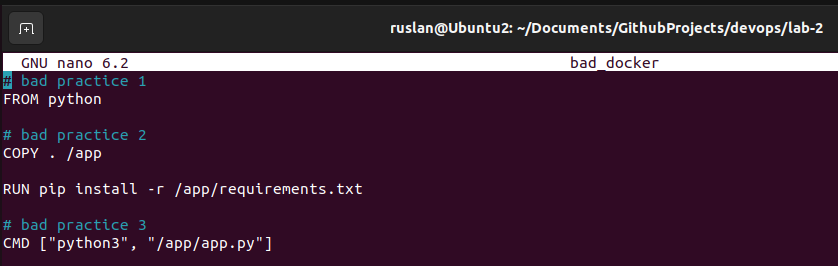 ruslan@Ubuntu2: ~/Documents/GithubProjects/devops/lab-2
GNU nano 6.2 bad_docker
# bad practice 1
FROM python
# bad practice 2
COPY . /app
RUN pip install -r /app/requirements.txt
# bad practice 3
CMD ["python3", "/app/app.py"]